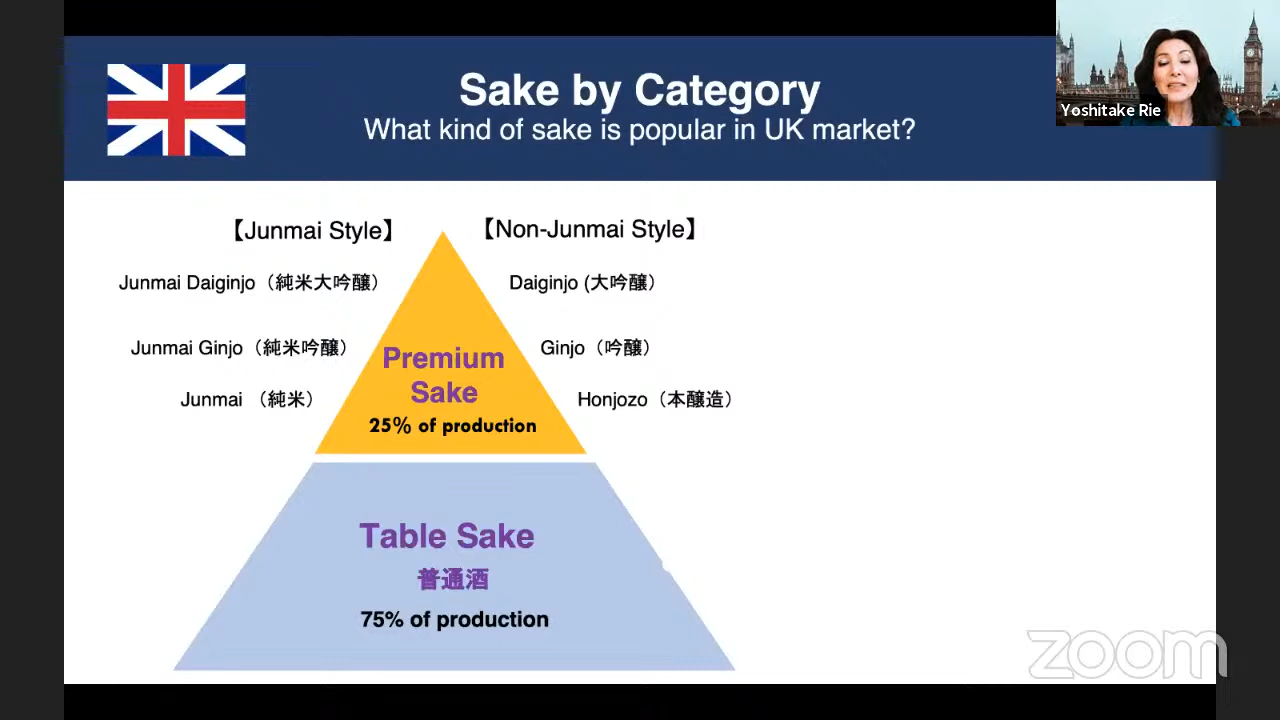 Sake by Category
What kind of sake is popular in UK market?
Yoshitake Rie
【Junmai Style】
【Non-Junmai Style】
Junmai Daiginjo（純米大吟醸）
Daiginjo (大吟醸）
Junmai Ginjo（純米吟醸）
Ginjo（吟醸）
Junmai （純米）
Honjozo（本醸造）
Premium
Sake
25% of production
Table Sake
普通酒
75% of production
zoom